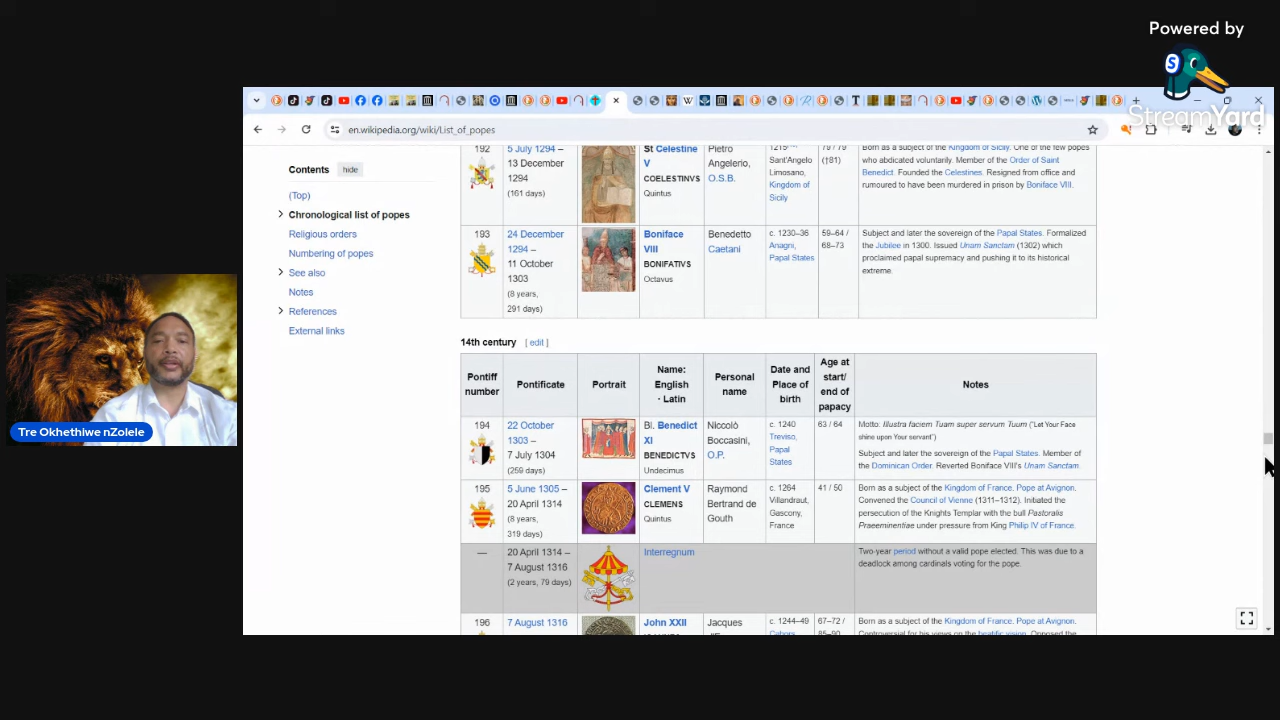 Powered by
StreamYard
en.wikipedia.org/wiki/List_of_popes
Contents
hide
(Top)
Chronological list of popes
Religious orders
Numbering of popes
See also
Notes
References
External links
192
5 July 1294 –
13 December
1294
(161 days)
St Celestine
V
COELESTINVS
Quintus
Pietro
Angelerio,
O.S.B.
Sant'Angelo
Limosano,
Kingdom of
Sicily
79 / 79
(†81)
Born as a subject of the Kingdom of Sicily. One of the few popes
who abdicated voluntarily. Member of the Order of Saint
Benedict. Founded the Celestines. Resigned from office and
rumoured to have been murdered in prison by Boniface VIII.
193
24 December
1294 –
11 October
1303
(8 years,
291 days)
Boniface
VIII
BONIFATIVS
Octavus
Benedetto
Caetani
c. 1230–36
Anagni,
Papal States
59–64 /
68–73
Subject and later the sovereign of the Papal States. Formalized
the Jubilee in 1300. Issued Unam Sanctam (1302) which
proclaimed papal supremacy and pushing it to its historical
extreme.
14th century [ edit ]
Pontiff
number
Pontificate
Portrait
Name:
English
· Latin
Personal
name
Date and
Place of
birth
Age at
start/
end of
papacy
Notes
194
22 October
1303 –
7 July 1304
(259 days)
Bl. Benedict
XI
BENEDICTVS
Undecimus
Niccolò
Boccasini,
O.P.
c. 1240
Treviso,
Papal
States
63 / 64
Motto: Illustra faciem Tuam super servum Tuum ("Let Your Face
shine upon Your servant")
Subject and later the sovereign of the Papal States. Member of
the Dominican Order. Reverted Boniface VIII's Unam Sanctam.
195
5 June 1305 –
20 April 1314
(8 years,
319 days)
Clement V
CLEMENS
Quintus
Raymond
Bertrand de
Gouth
c. 1264
Villandraut,
Gascony,
France
41 / 50
Born as a subject of the Kingdom of France. Pope at Avignon.
Convened the Council of Vienne (1311–1312). Initiated the
persecution of the Knights Templar with the bull Pastoralis
Praeeminentiae under pressure from King Philip IV of France.
—
20 April 1314 –
7 August 1316
(2 years, 79 days)
Interregnum
Two-year period without a valid pope elected. This was due to a
deadlock among cardinals voting for the pope.
196
7 August 1316
John XXII
Jacques
c. 1244–49
Cahors
67–72 /
85–90
Born as a subject of the Kingdom of France. Pope at Avignon.
Controversial for his views on the beatific vision. Opposed the
Tre Okhethiwe nZolele